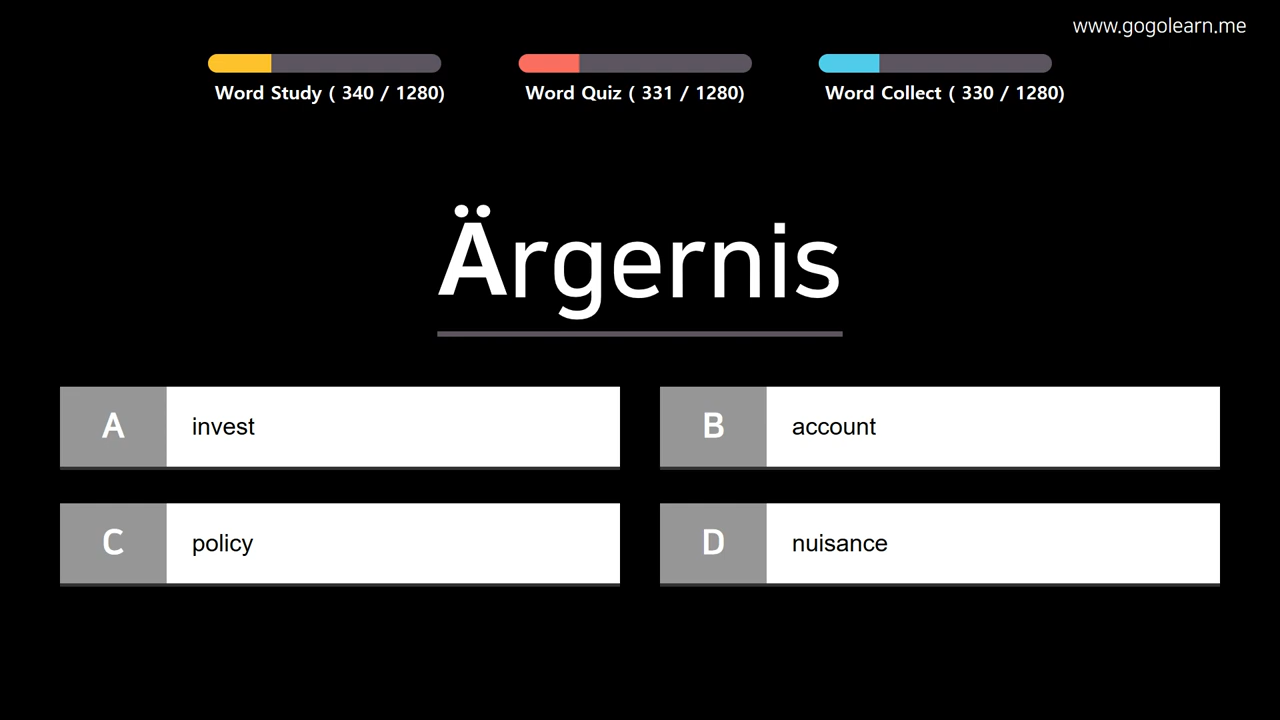 www.gogolearn.me
Word Study ( 340 / 1280)
Word Quiz ( 331 / 1280)
Word Collect ( 330 / 1280)
Ärgernis
A invest
B account
C policy
D nuisance